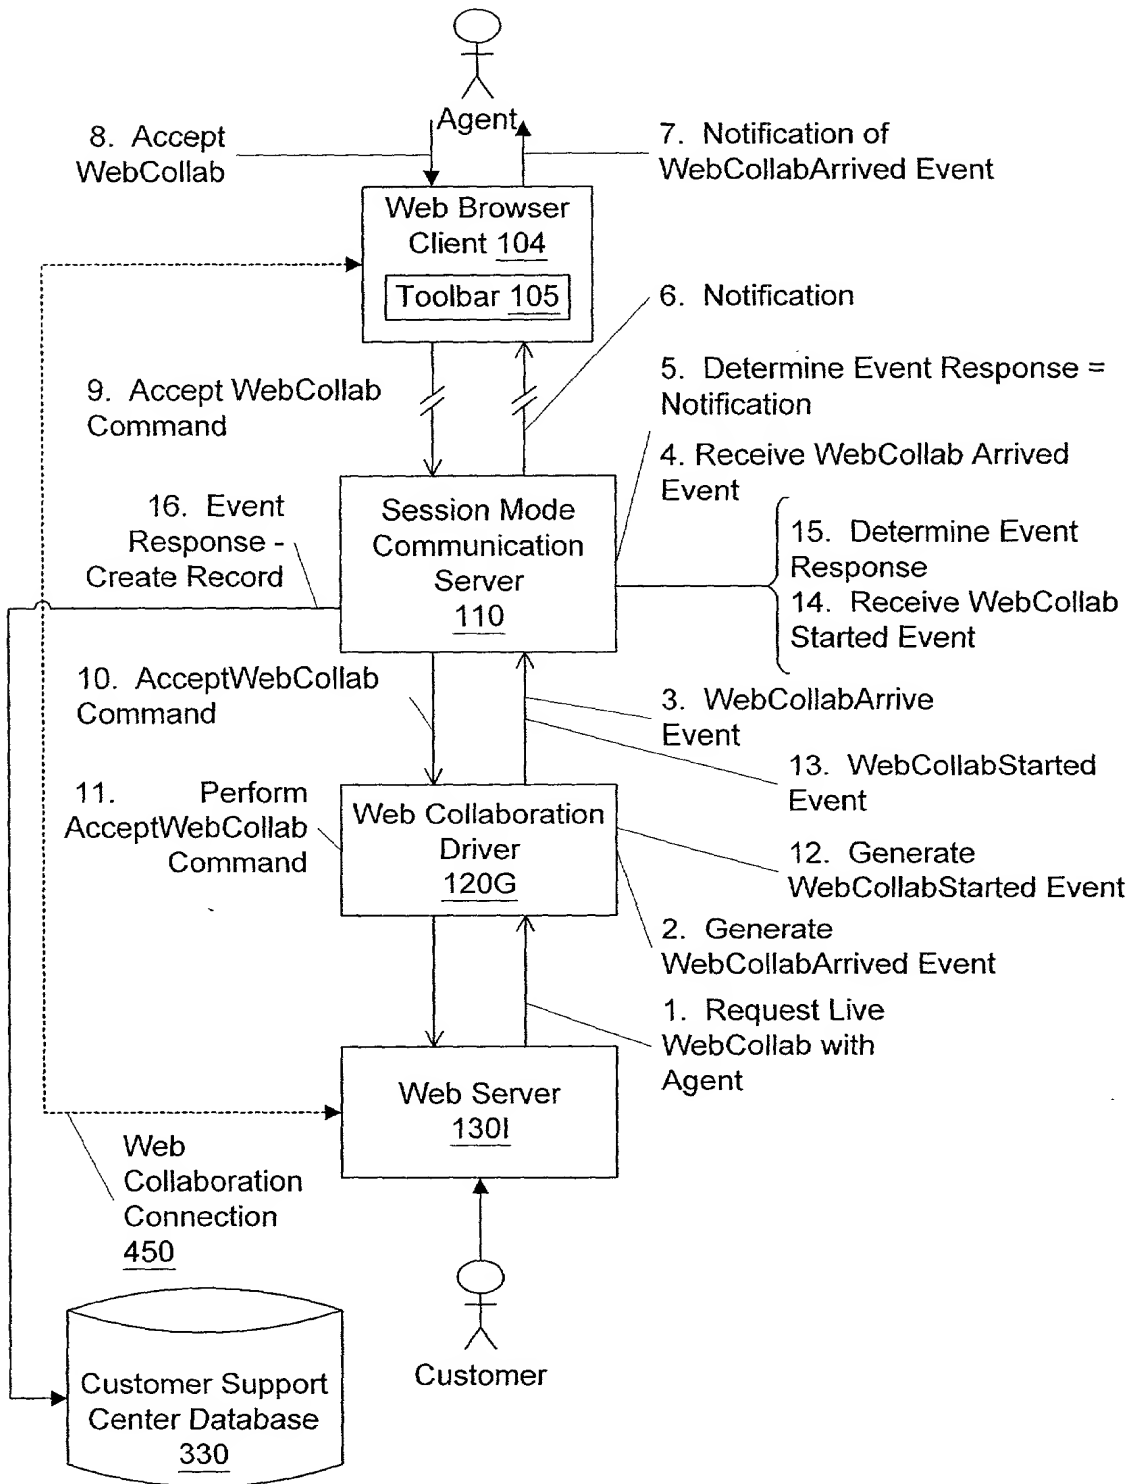 Agent
8. Accept
WebCollab
7. Notification of
WebCollabArrived Event
Web Browser
Client 104
Toolbar 105
6. Notification
5. Determine Event Response =
Notification
9. Accept WebCollab
Command
4. Receive WebCollab Arrived
Event
16. Event
Response -
Create Record
Session Mode
Communication
Server
110
15. Determine Event
Response
14. Receive WebCollab
Started Event
10. AcceptWebCollab
Command
3. WebCollabArrive
Event
13. WebCollabStarted
Event
11. Perform
AcceptWebCollab
Command
Web Collaboration
Driver
120G
12. Generate
WebCollabStarted Event
2. Generate
WebCollabArrived Event
1. Request Live
WebCollab with
Agent
Web Server
130I
Web
Collaboration
Connection
450
Customer
Customer Support
Center Database
330